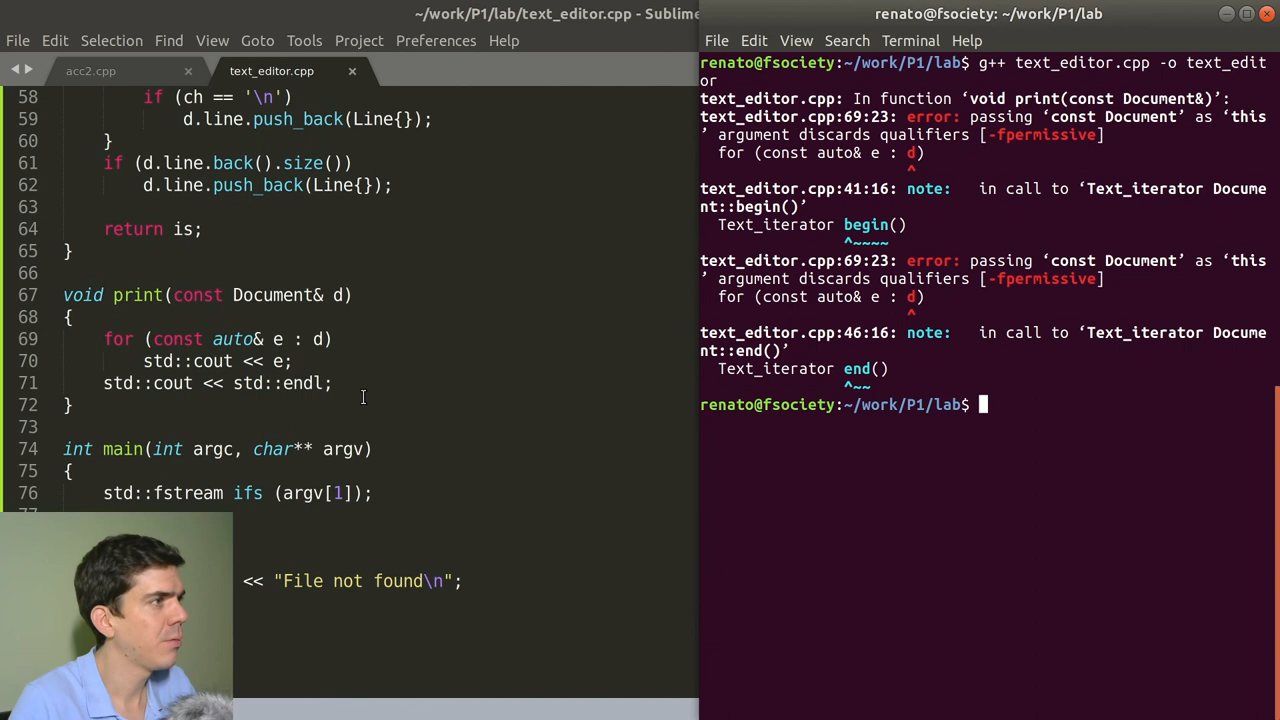 ~/work/P1/lab/text_editor.cpp - Sublime
File Edit Selection Find View Goto Tools Project Preferences Help
acc2.cpp × text_editor.cpp ×
58 if (ch == '\n')
59 d.line.push_back(Line{});
60 }
61 if (d.line.back().size())
62 d.line.push_back(Line{});
63
64 return is;
65 }
66
67 void print(const Document& d)
68 {
69 for (const auto& e : d)
70 std::cout << e;
71 std::cout << std::endl;
72 }
73
74 int main(int argc, char** argv)
75 {
76 std::fstream ifs (argv[1]);
<< "File not found\n";
renato@fsociety: ~/work/P1/lab
File Edit View Search Terminal Help
renato@fsociety:~/work/P1/lab$ g++ text_editor.cpp -o text_edit
or
text_editor.cpp: In function ‘void print(const Document&)’:
text_editor.cpp:69:23: error: passing ‘const Document’ as ‘this
’ argument discards qualifiers [-fpermissive]
for (const auto& e : d)
^
text_editor.cpp:41:16: note: in call to ‘Text_iterator Docume
nt::begin()’
Text_iterator begin()
^~~~~
text_editor.cpp:69:23: error: passing ‘const Document’ as ‘this
’ argument discards qualifiers [-fpermissive]
for (const auto& e : d)
^
text_editor.cpp:46:16: note: in call to ‘Text_iterator Docume
nt::end()’
Text_iterator end()
^~~
renato@fsociety:~/work/P1/lab$